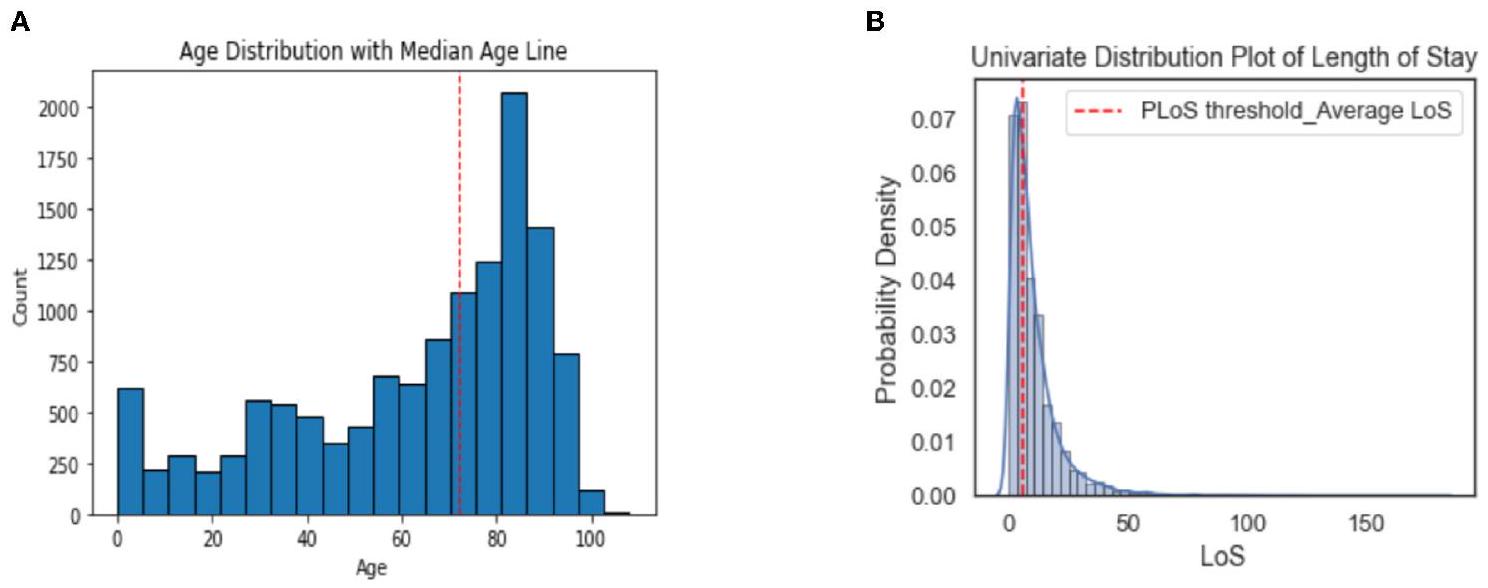 A
Age Distribution with Median Age Line
2000
1750
1500
1250
1000
750
500
250
0
Count
0 20 40 60 80 100
Age
B
Univariate Distribution Plot of Length of Stay
PLoS threshold_Average LoS
0.07
0.06
0.05
0.04
0.03
0.02
0.01
0.00
Probability Density
0 50 100 150
LoS